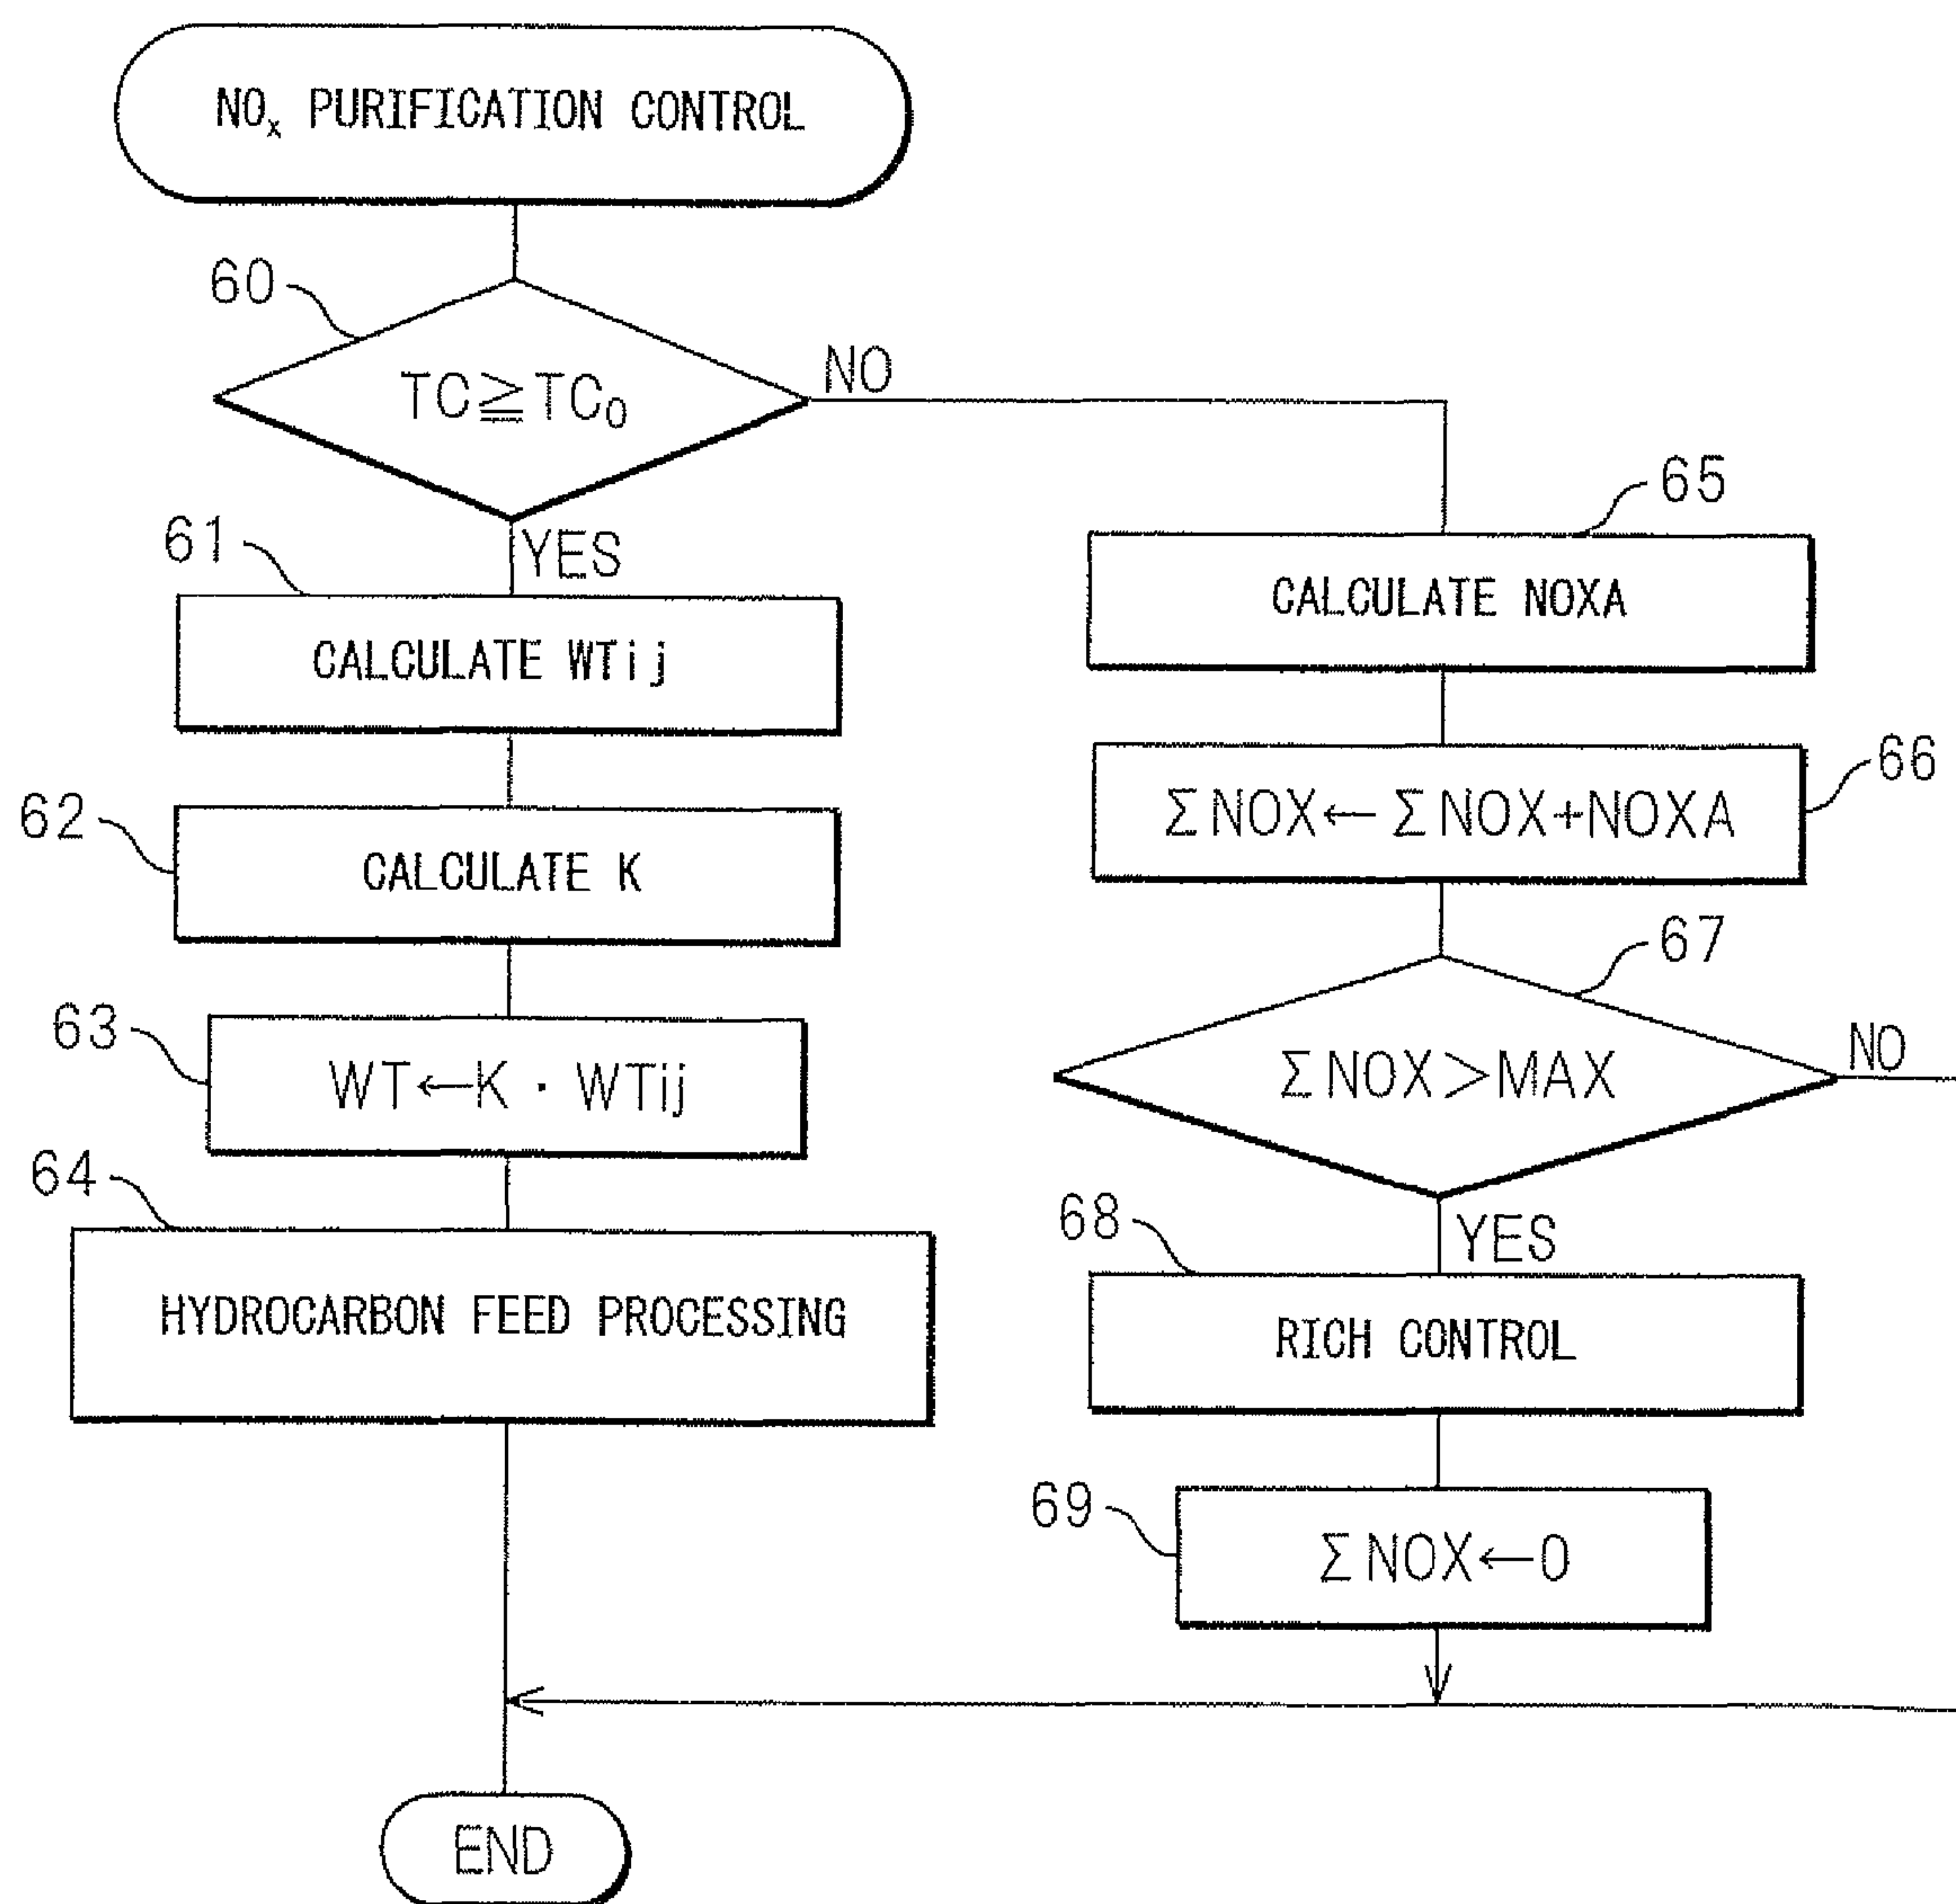 NOx PURIFICATION CONTROL
60
TC≧TC0
NO
YES
61
CALCULATE WTij
62
CALCULATE K
63
WT←K · WTij
64
HYDROCARBON FEED PROCESSING
65
CALCULATE NOXA
66
ΣNOX←ΣNOX+NOXA
67
ΣNOX>MAX
NO
YES
68
RICH CONTROL
69
ΣNOX←0
END